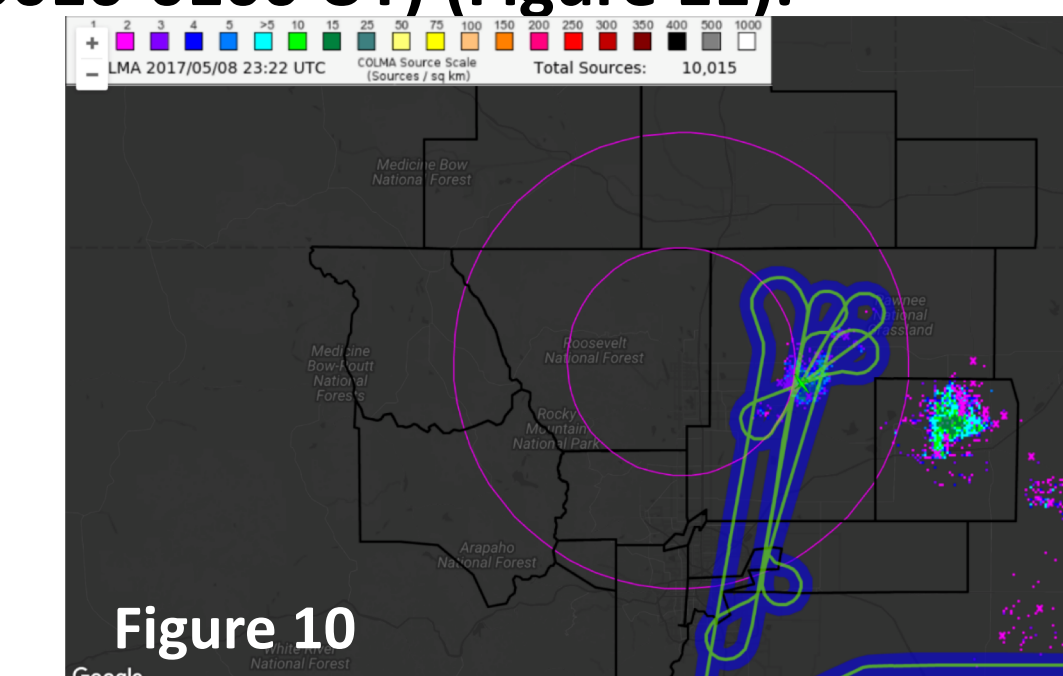 1 2 3 4 5 >5 10 15 25 50 75 100 150 200 250 300 350 400 500 1000
+
LMA 2017/05/08 23:22 UTC COLMA Source Scale Total Sources: 10,015
(Sources / sq km)
−
Medicine Bow
National Forest
Pawnee
National
Grassland
Roosevelt
National Forest
Medicine
Bow-Routt
National
Forests
Rocky
Mountain
National Park
Arapaho
National Forest
Figure 10
White River
National Forest
Google